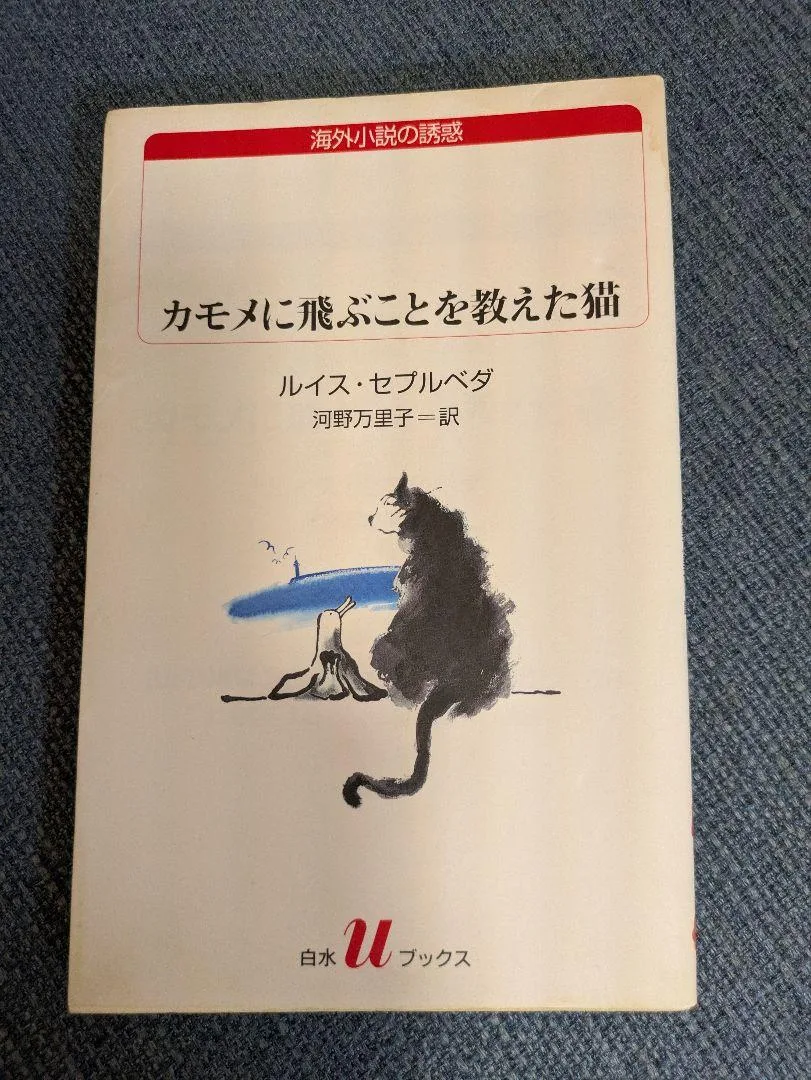 海外小説の誘惑
カモメに飛ぶことを教えた猫
ルイス・セプルベダ
河野万里子＝訳
白水uブックス